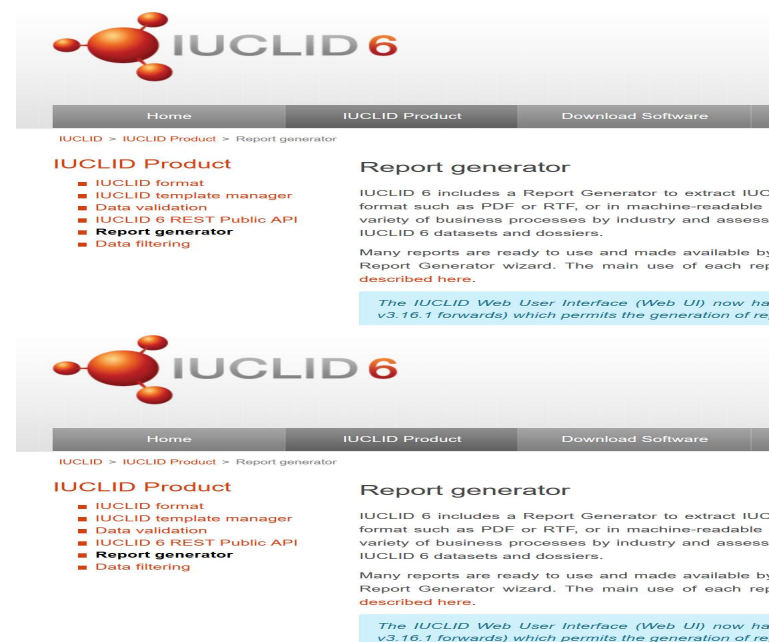 IUCLID 6
Home IUCLID Product Download Software
IUCLID > IUCLID Product > Report generator
IUCLID Product
IUCLID format
IUCLID template manager
Data validation
IUCLID 6 REST Public API
Report generator
Data filtering
Report generator
IUCLID 6 includes a Report Generator to extract IUC
format such as PDF or RTF, or in machine-readable
variety of business processes by industry and assess
IUCLID 6 datasets and dossiers.
Many reports are ready to use and made available by
Report Generator wizard. The main use of each rep
described here.
The IUCLID Web User Interface (Web UI) now ha
v3.16.1 forwards) which permits the generation of re
IUCLID 6
Home IUCLID Product Download Software
IUCLID > IUCLID Product > Report generator
IUCLID Product
IUCLID format
IUCLID template manager
Data validation
IUCLID 6 REST Public API
Report generator
Data filtering
Report generator
IUCLID 6 includes a Report Generator to extract IUC
format such as PDF or RTF, or in machine-readable
variety of business processes by industry and assess
IUCLID 6 datasets and dossiers.
Many reports are ready to use and made available by
Report Generator wizard. The main use of each rep
described here.
The IUCLID Web User Interface (Web UI) now ha
v3.16.1 forwards) which permits the generation of re